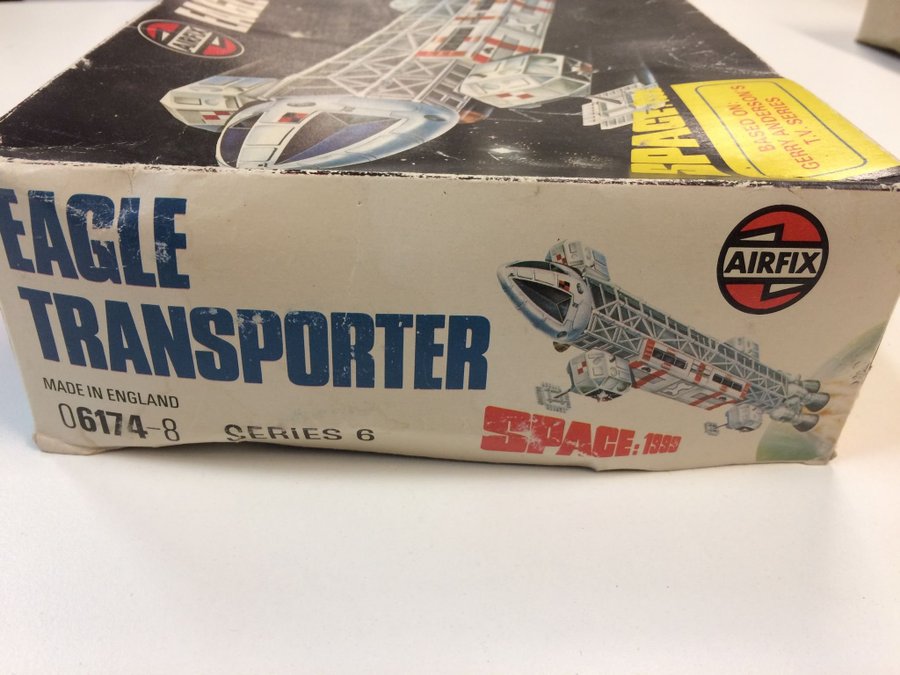 AIRFIX
EAGLE
SPACE:
BASED ON:
GERRY ANDERSON'S
T.V. SERIES
EAGLE
TRANSPORTER
MADE IN ENGLAND
06174-8 SERIES 6
SPACE: 1999
AIRFIX